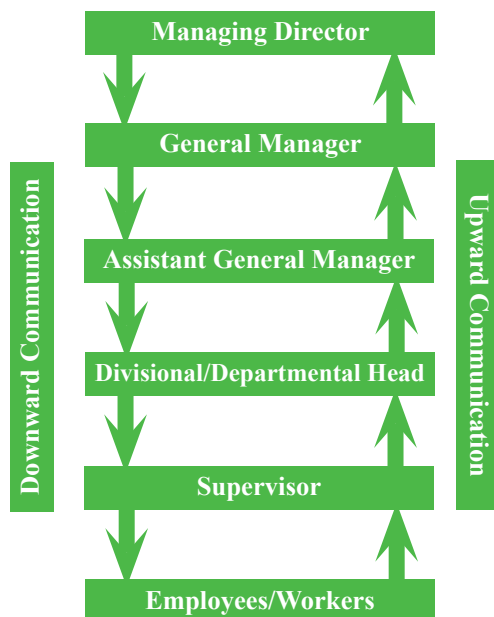 Managing Director
General Manager
Assistant General Manager
Divisional/Departmental Head
Supervisor
Employees/Workers
Downward Communication
Upward Communication